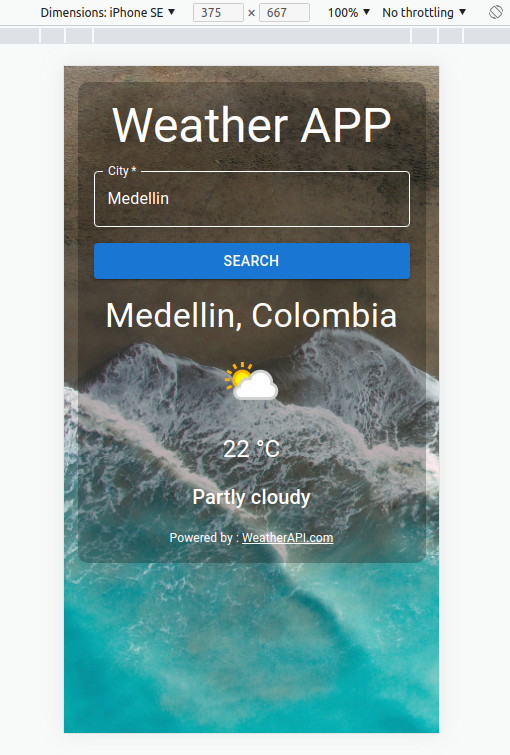 Dimensions: iPhone SE ▼ 375 × 667 100% ▼ No throttling ▼
Weather APP
City *
Medellin
SEARCH
Medellin, Colombia
22 °C
Partly cloudy
Powered by : WeatherAPI.com